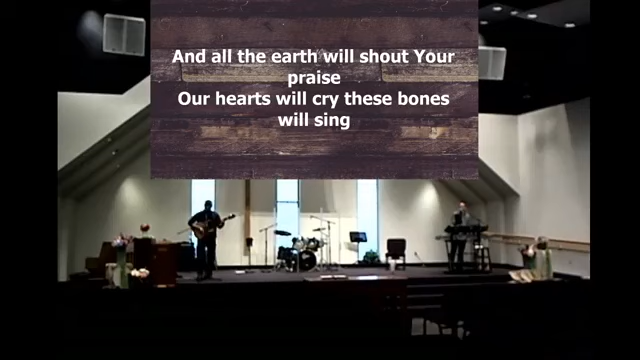 And all the earth will shout Your
praise
Our hearts will cry these bones
will sing